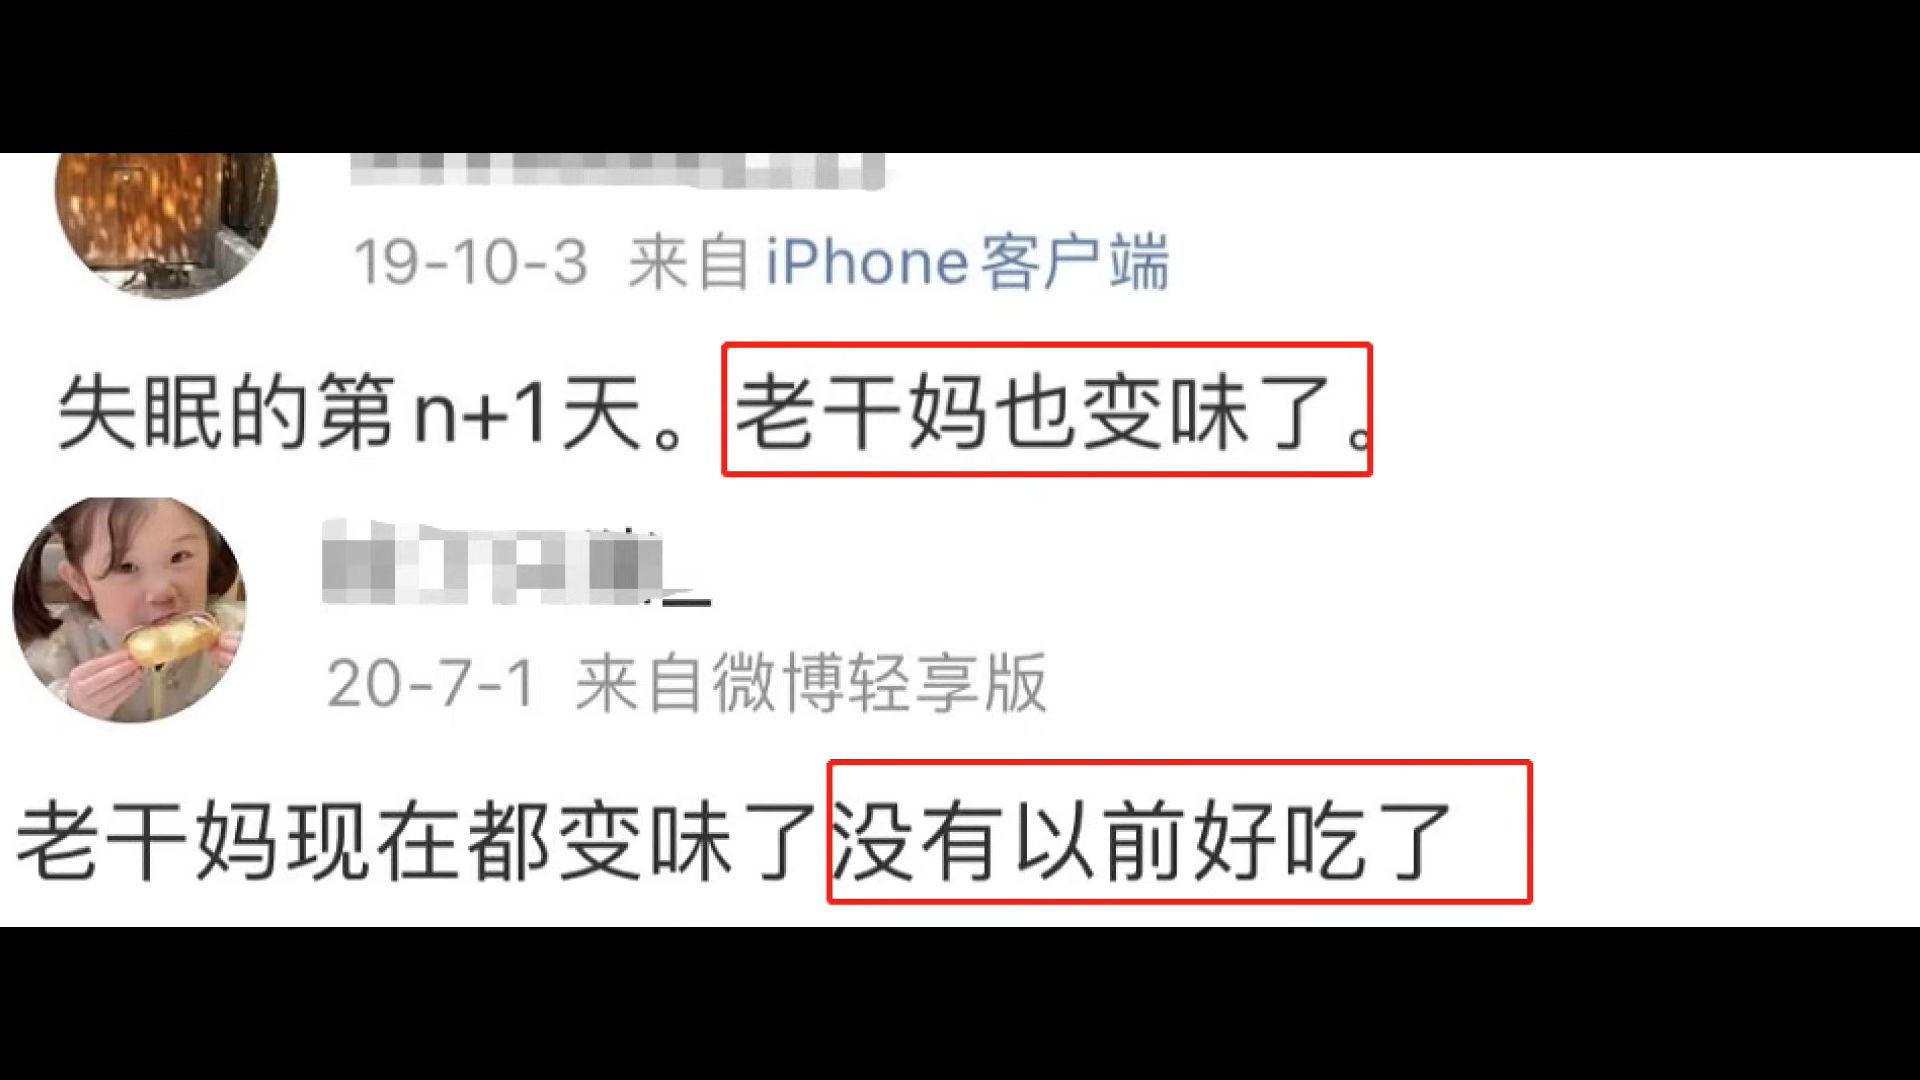 19-10-3 来自 iPhone客户端
失眠的第n+1天。老干妈也变味了。
20-7-1 来自微博轻享版
老干妈现在都变味了没有以前好吃了